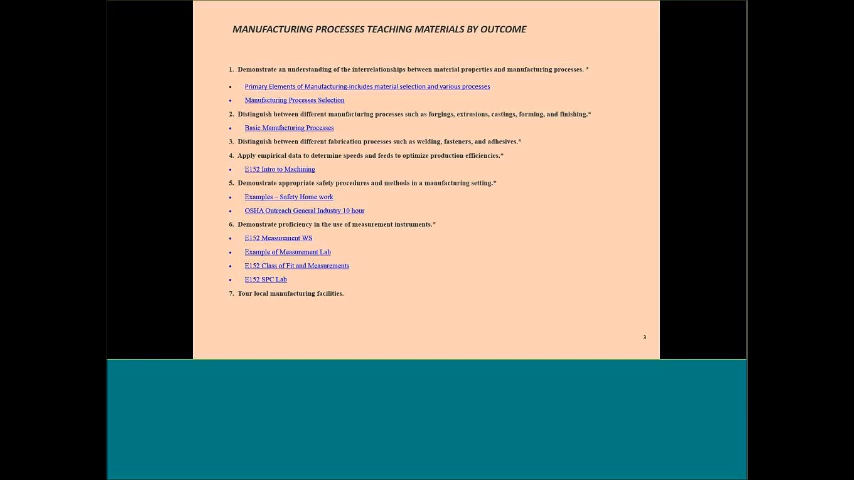 MANUFACTURING PROCESSES TEACHING MATERIALS BY OUTCOME
1. Demonstrate an understanding of the interrelationships between material properties and manufacturing processes. *
• Primary Elements of Manufacturing-includes material selection and various processes
• Manufacturing Processes Selection
2. Distinguish between different manufacturing processes such as forgings, extrusions, castings, forming, and finishing.*
• Basic Manufacturing Processes
3. Distinguish between different fabrication processes such as welding, fasteners, and adhesives.*
4. Apply empirical data to determine speeds and feeds to optimize production efficiencies.*
• E152 Intro to Machining
5. Demonstrate appropriate safety procedures and methods in a manufacturing setting.*
• Examples – Safety Home work
• OSHA Outreach General Industry 10 hour
6. Demonstrate proficiency in the use of measurement instruments.*
• E152 Measurement WS
• Example of Measurement Lab
• E152 Class of Fit and Measurements
• E152 SPC Lab
7. Tour local manufacturing facilities.
3